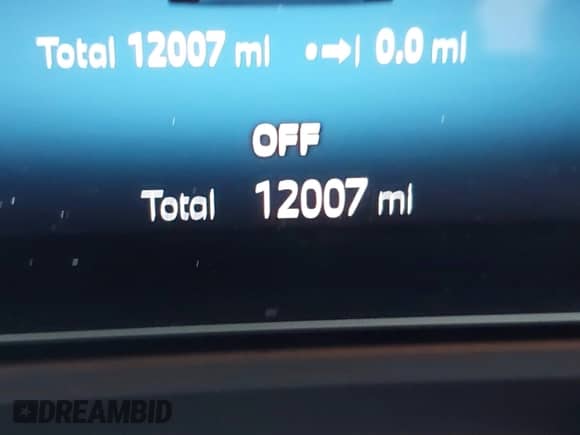 Total 12007 ml •➡| 0.0 ml
OFF
Total 12007 ml
DREAMBID